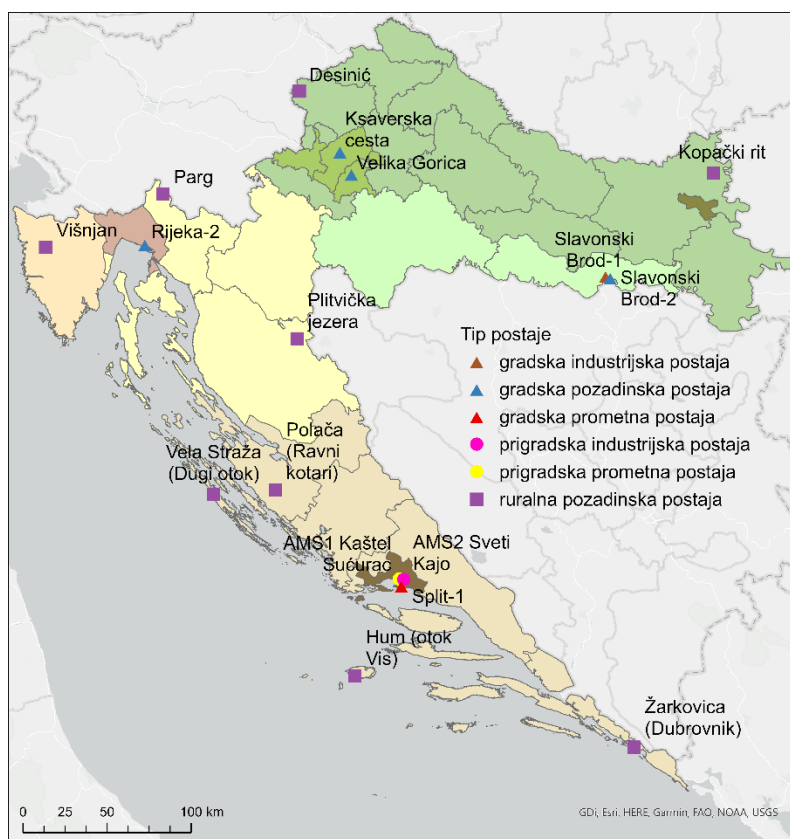 Desinić
Ksaverska
cesta
Velika Gorica
Kopački rit
Parg
Višnjan
Rijeka-2
Slavonski
Brod-1
Slavonski
Brod-2
Plitvička
jezera
Tip postaje
gradska industrijska postaja
gradska pozadinska postaja
gradska prometna postaja
prigradska industrijska postaja
prigradska prometna postaja
ruralna pozadinska postaja
Polača
(Ravni
kotari)
Vela Straža
(Dugi otok)
AMS1 Kaštel
Sućurac
AMS2 Sveti
Kajo
Split-1
Hum (otok
Vis)
Žarkovica
(Dubrovnik)
0 25 50 100 km
GDi, Esri, HERE, Garmin, FAO, NOAA, USGS